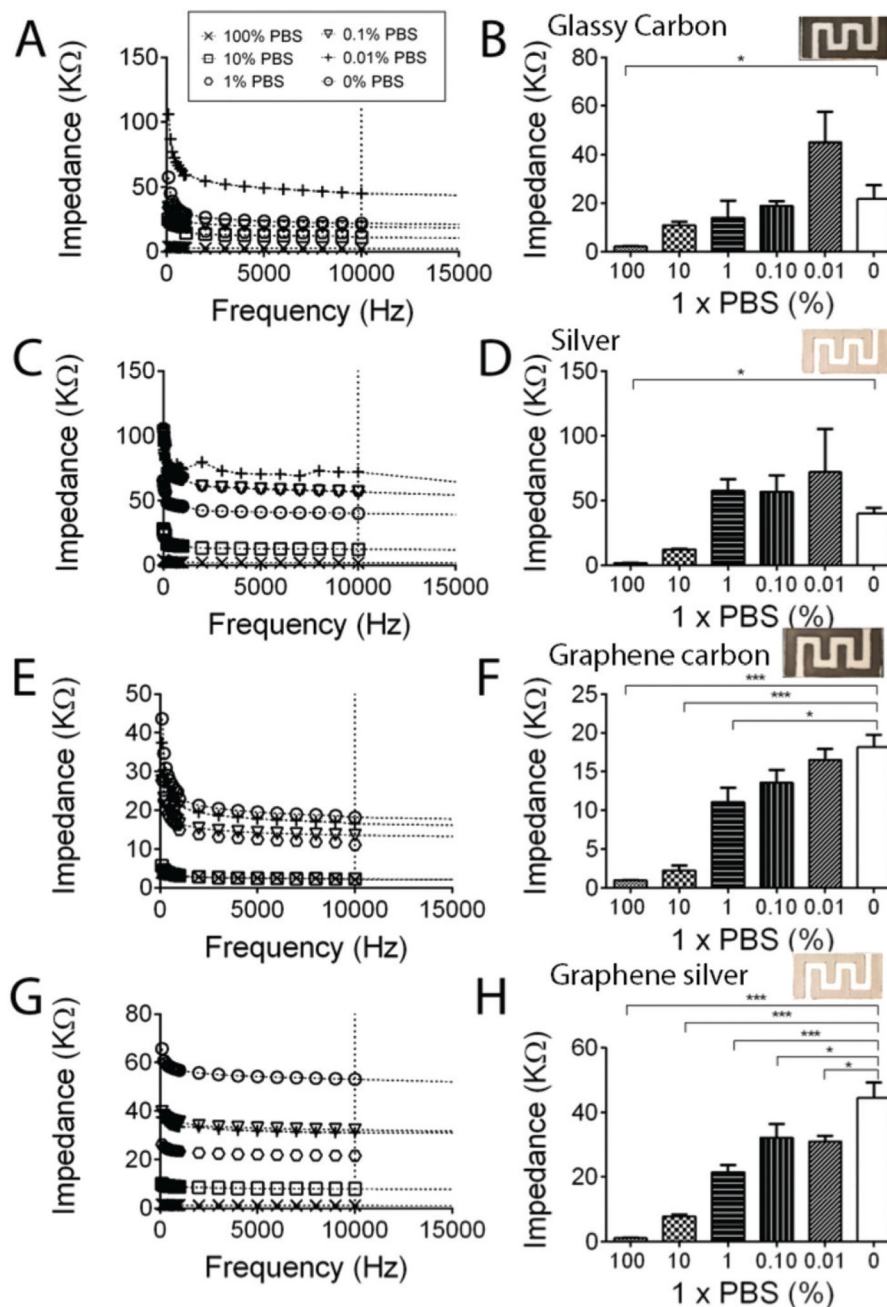 A
100% PBS
0.1% PBS
10% PBS
0.01% PBS
1% PBS
0% PBS
Impedance (KΩ)
150
100
50
0
0
5000
10000
15000
Frequency (Hz)
B
Glassy Carbon
*
Impedance (KΩ)
80
60
40
20
0
100
10
1
0.10
0.01
0
1 x PBS (%)
C
Impedance (KΩ)
150
100
50
0
0
5000
10000
15000
Frequency (Hz)
D
Silver
*
Impedance (KΩ)
150
100
50
0
100
10
1
0.10
0.01
0
1 x PBS (%)
E
Impedance (KΩ)
50
40
30
20
10
0
0
5000
10000
15000
Frequency (Hz)
F
Graphene carbon
***
***
*
Impedance (KΩ)
25
20
15
10
5
0
100
10
1
0.10
0.01
0
1 x PBS (%)
G
Impedance (KΩ)
80
60
40
20
0
0
5000
10000
15000
Frequency (Hz)
H
Graphene silver
***
***
***
*
*
Impedance (KΩ)
60
40
20
0
100
10
1
0.10
0.01
0
1 x PBS (%)